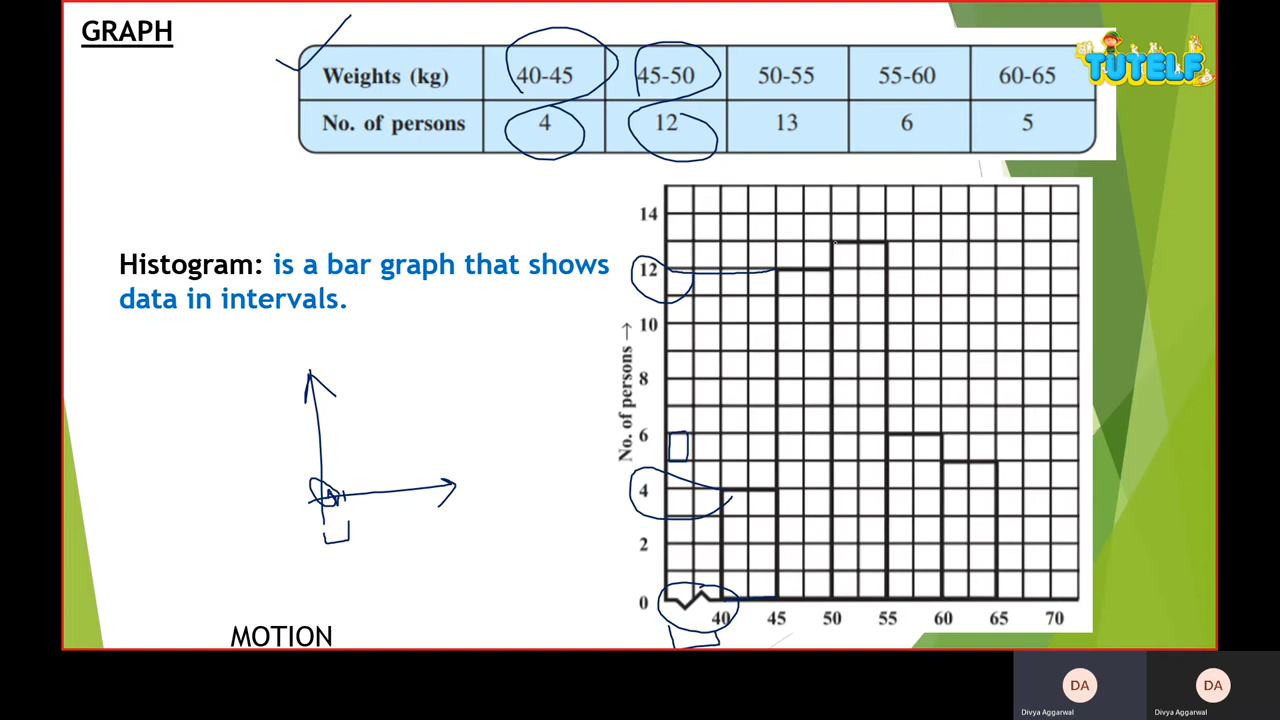 GRAPH
Weights (kg) 40-45 45-50 50-55 55-60 60-65
No. of persons 4 12 13 6 5
TUTELF
Histogram: is a bar graph that shows
data in intervals.
No. of persons →
14
12
10
8
6
4
2
0
40 45 50 55 60 65 70
MOTION
DA DA
Divya Aggarwal Divya Aggarwal